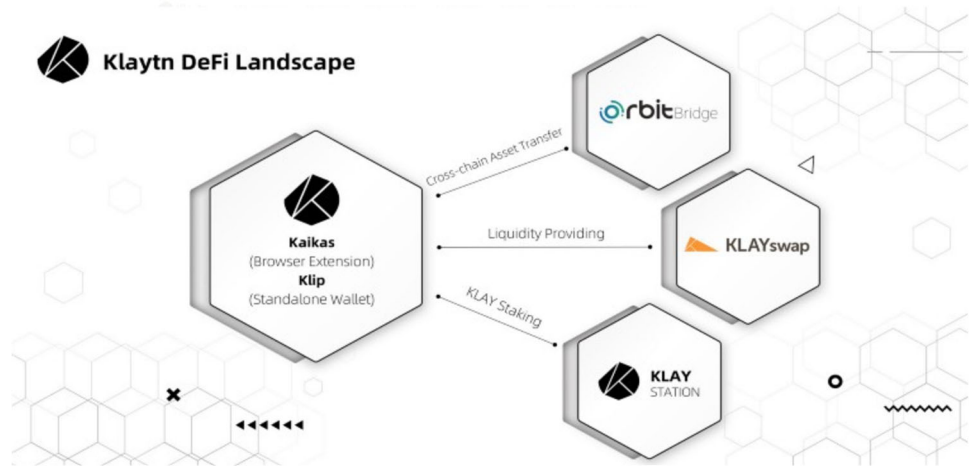 Klaytn DeFi Landscape
orbitBridge
Cross-chain Asset Transfer
Kaikas
(Browser Extension)
Klip
(Standalone Wallet)
Liquidity Providing
KLAYswap
KLAY Staking
KLAY
STATION